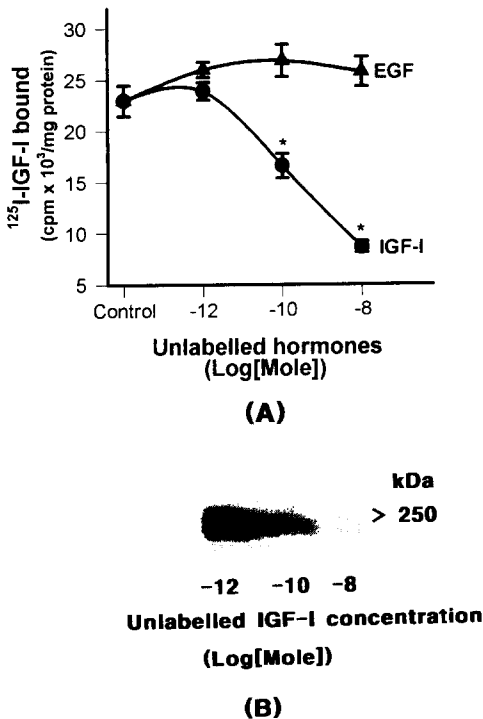 30
25
20
15
10
5
¹²⁵I-IGF-I bound
(cpm x 10³/mg protein)
EGF
*
*
IGF-I
Control -12 -10 -8
Unlabelled hormones
(Log[Mole])
(A)
kDa
> 250
-12 -10 -8
Unlabelled IGF-I concentration
(Log[Mole])
(B)